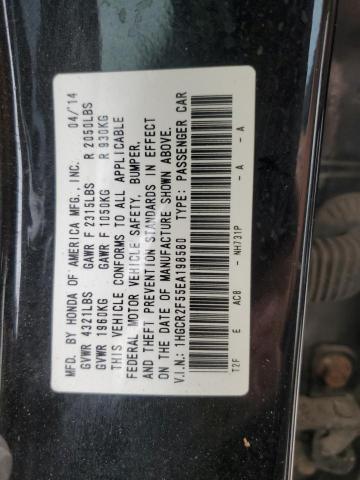 MFD. BY HONDA OF AMERICA MFG., INC. 04/14
GVWR 4321LBS GAWR F 2315LBS R 2050LBS
GVWR 1960KG GAWR F 1050KG R 930KG
THIS VEHICLE CONFORMS TO ALL APPLICABLE
FEDERAL MOTOR VEHICLE SAFETY, BUMPER,
AND THEFT PREVENTION STANDARDS IN EFFECT
ON THE DATE OF MANUFACTURE SHOWN ABOVE.
V.I.N.: 1HGCR2F55EA198580 TYPE: PASSENGER CAR
T2F E AC8 - NH731P - A - A